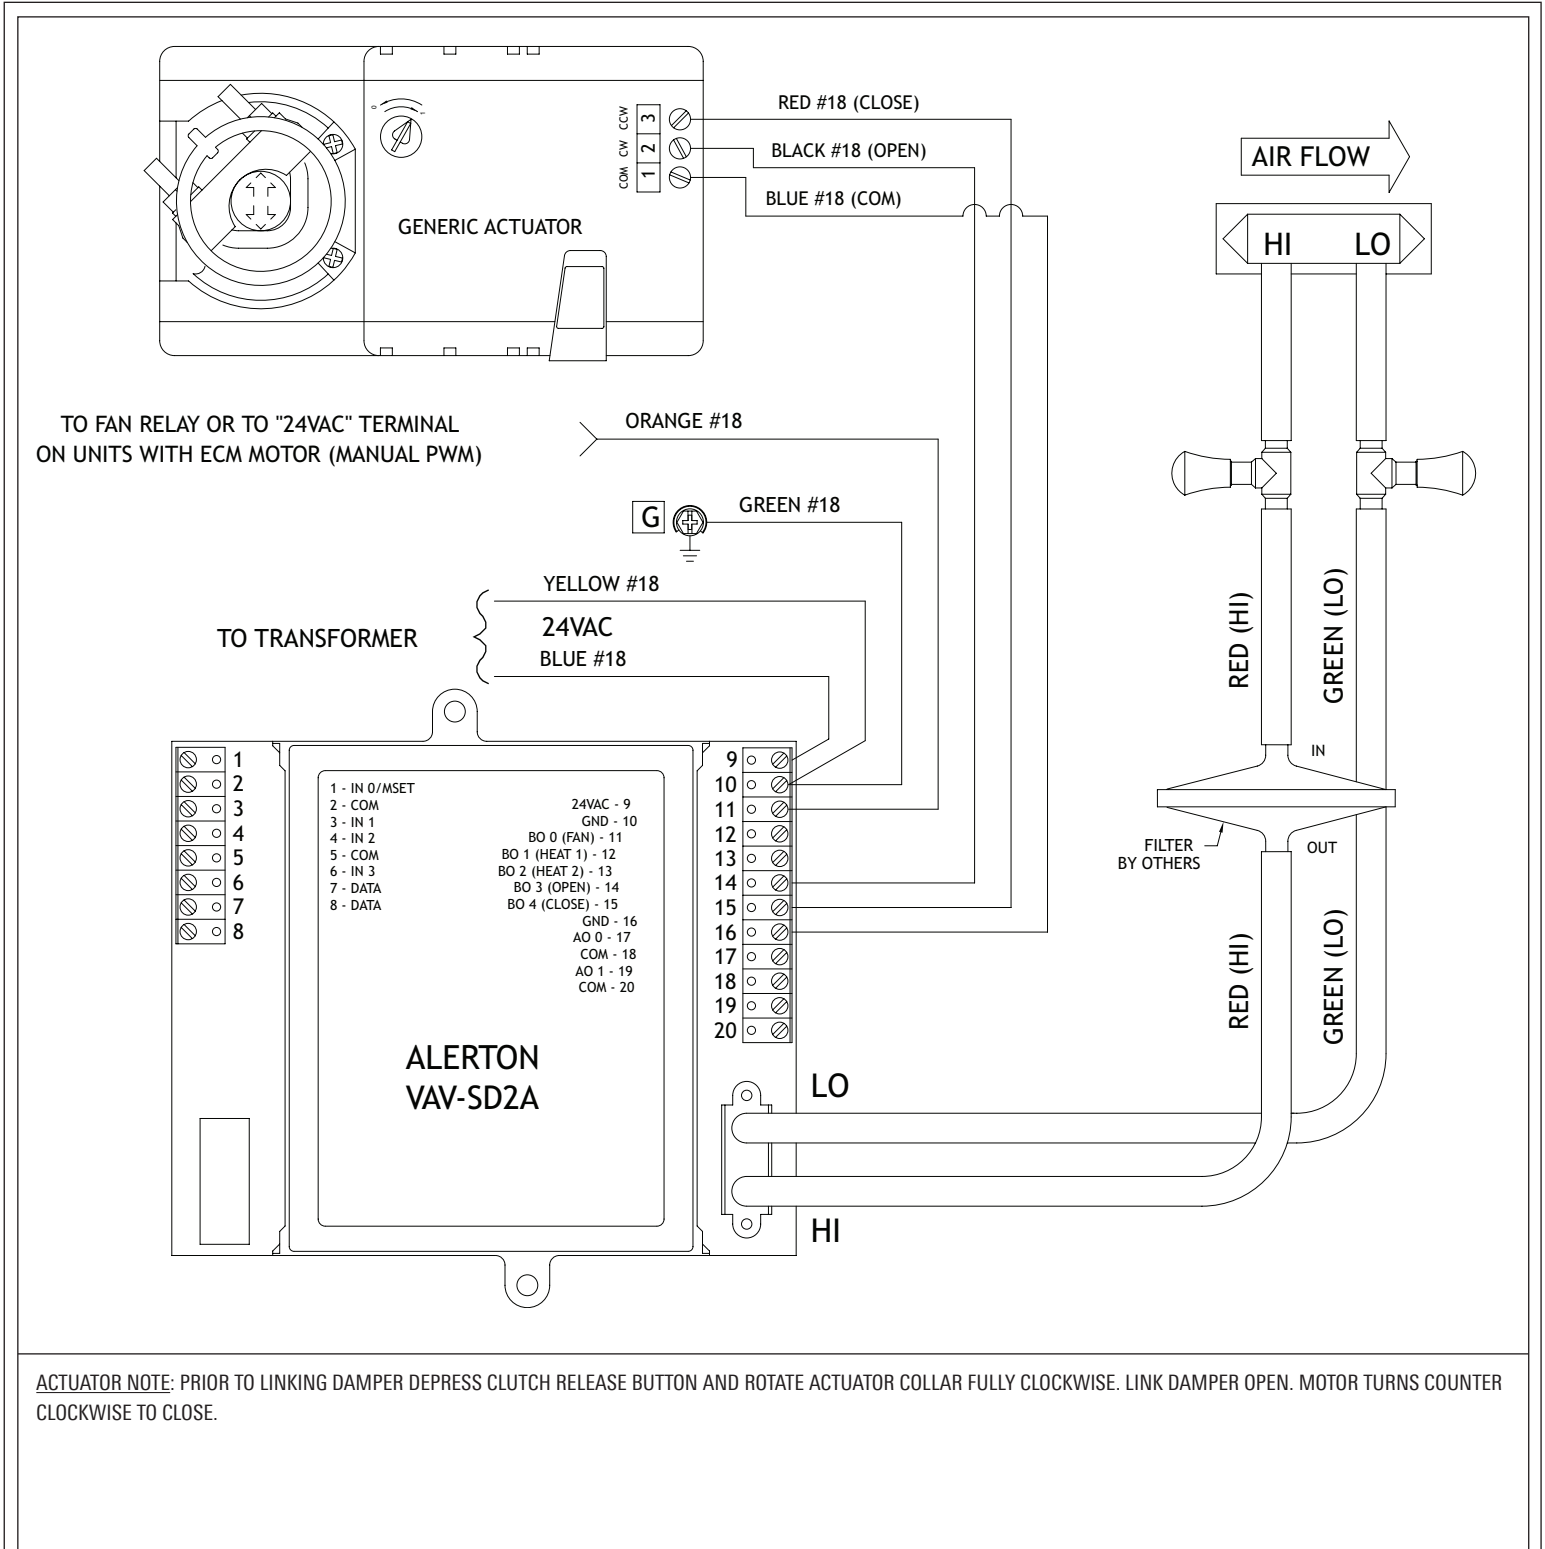 RED #18 (CLOSE)
BLACK #18 (OPEN)
BLUE #18 (COM)
CCW
CW
COM
3
2
1
0
1
GENERIC ACTUATOR
AIR FLOW
HI
LO
TO FAN RELAY OR TO "24VAC" TERMINAL
ON UNITS WITH ECM MOTOR (MANUAL PWM)
ORANGE #18
G
GREEN #18
YELLOW #18
TO TRANSFORMER
24VAC
BLUE #18
RED (HI)
GREEN (LO)
IN
FILTER
BY OTHERS
OUT
RED (HI)
GREEN (LO)
1
2
3
4
5
6
7
8
1 - IN 0/MSET
2 - COM
3 - IN 1
4 - IN 2
5 - COM
6 - IN 3
7 - DATA
8 - DATA
24VAC - 9
GND - 10
BO 0 (FAN) - 11
BO 1 (HEAT 1) - 12
BO 2 (HEAT 2) - 13
BO 3 (OPEN) - 14
BO 4 (CLOSE) - 15
GND - 16
AO 0 - 17
COM - 18
AO 1 - 19
COM - 20
9
10
11
12
13
14
15
16
17
18
19
20
ALERTON
VAV-SD2A
LO
HI
ACTUATOR NOTE: PRIOR TO LINKING DAMPER DEPRESS CLUTCH RELEASE BUTTON AND ROTATE ACTUATOR COLLAR FULLY CLOCKWISE. LINK DAMPER OPEN. MOTOR TURNS COUNTER
CLOCKWISE TO CLOSE.